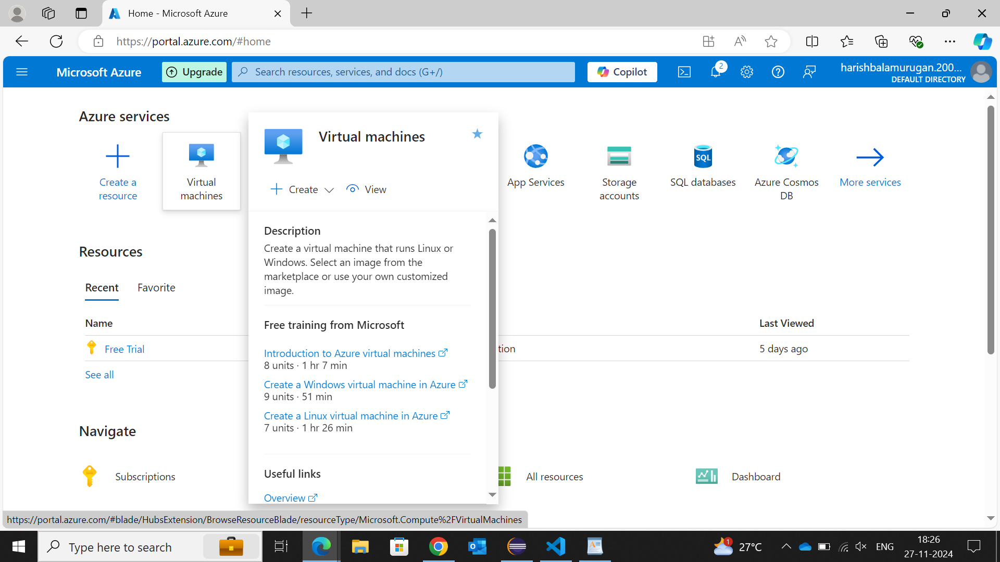 Home - Microsoft Azure
https://portal.azure.com/#home
Microsoft Azure
Upgrade
Search resources, services, and docs (G+/)
Copilot
2
harishbalamurugan.200...
DEFAULT DIRECTORY
Azure services
Create a
resource
Virtual
machines
Virtual machines
Create
View
App Services
Storage
accounts
SQL
SQL databases
Azure Cosmos
DB
More services
Description
Create a virtual machine that runs Linux or
Windows. Select an image from the
marketplace or use your own customized
image.
Free training from Microsoft
Introduction to Azure virtual machines
8 units · 1 hr 7 min
Create a Windows virtual machine in Azure
9 units · 51 min
Create a Linux virtual machine in Azure
7 units · 1 hr 26 min
Useful links
Overview
Resources
Recent
Favorite
Name
Last Viewed
Free Trial
tion
5 days ago
See all
Navigate
Subscriptions
All resources
Dashboard
https://portal.azure.com/#blade/HubsExtension/BrowseResourceBlade/resourceType/Microsoft.Compute%2FVirtualMachines
Type here to search
1
27°C
ENG
18:26
27-11-2024